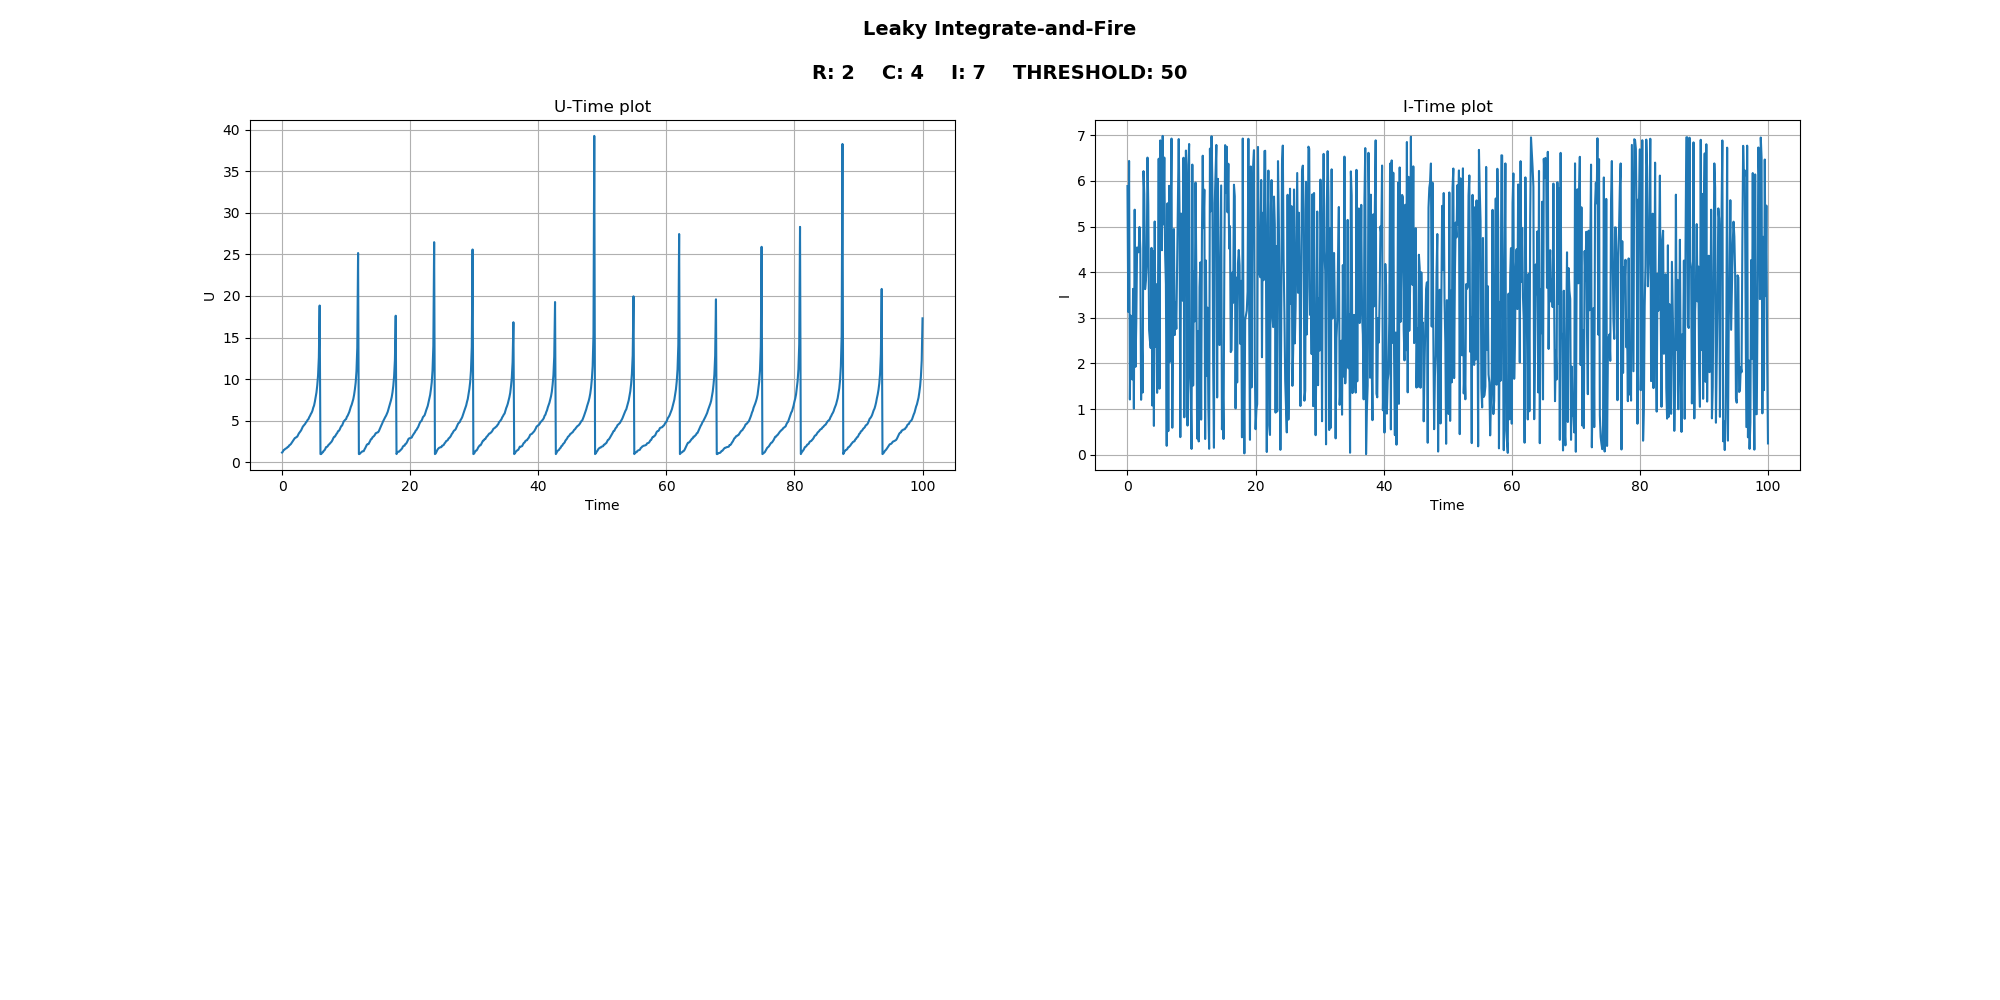 Leaky Integrate-and-Fire
R: 2    C: 4    I: 7    THRESHOLD: 50
U-Time plot
U
40
35
30
25
20
15
10
5
0
0 20 40 60 80 100
Time
I-Time plot
I
7
6
5
4
3
2
1
0
0 20 40 60 80 100
Time